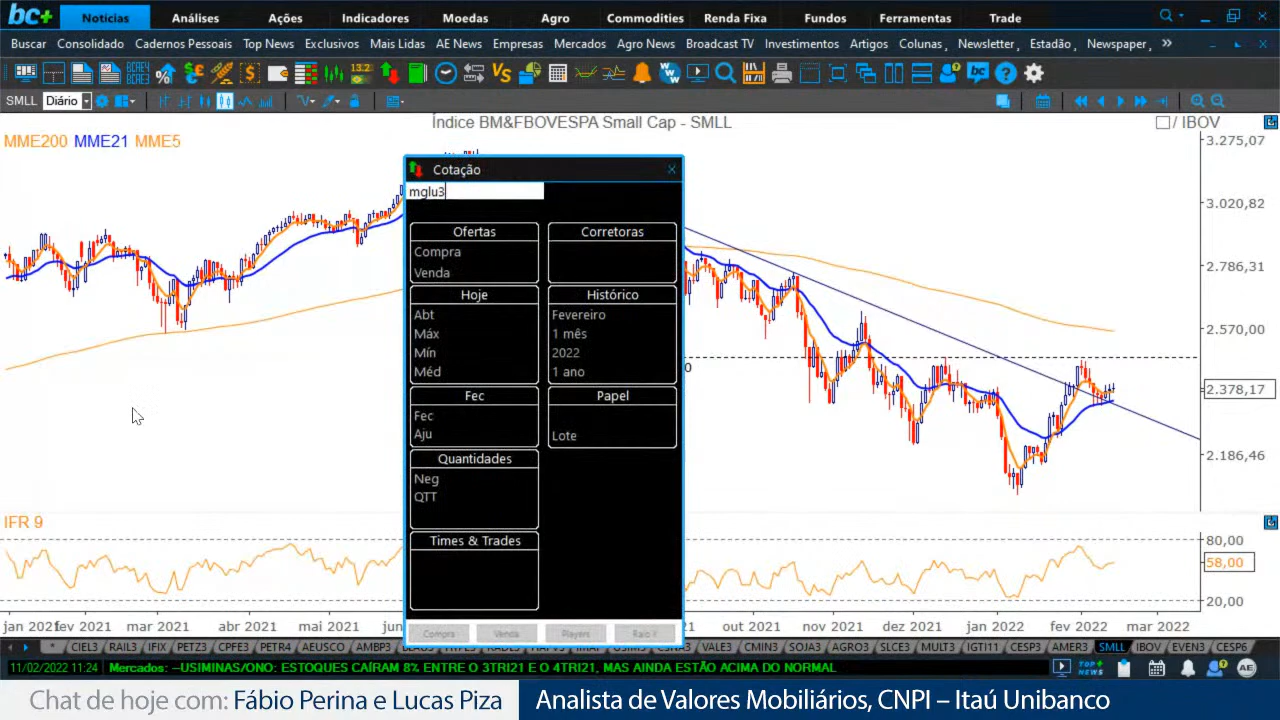 bc+ Notícias Análises Ações Indicadores Moedas Agro Commodities Renda Fixa Fundos Ferramentas Trade
Buscar Consolidado Cadernos Pessoais Top News Exclusivos Mais Lidas AE News Empresas Mercados Agro News Broadcast TV Investimentos Artigos Colunas Newsletter Estadão Newspaper »
SMLL Diário
Índice BM&FBOVESPA Small Cap - SMLL
/ IBOV
MME200 MME21 MME5
3.275,07
3.020,82
2.786,31
2.570,00
2.378,17
2.186,46
Cotação
mglu3
Ofertas
Compra
Venda
Corretoras
Hoje
Abt
Máx
Mín
Méd
Histórico
Fevereiro
1 mês
2022
1 ano
Fec
Fec
Aju
Papel
Lote
Quantidades
Neg
QTT
Times & Trades
Compra Venda Players Raio X
IFR 9
80,00
58,00
20,00
jan 2021 fev 2021 mar 2021 abr 2021 mai 2021 out 2021 nov 2021 dez 2021 jan 2022 fev 2022 mar 2022
CIEL3 RAIL3 IFIX PETZ3 CPFE3 PETR4 AEUSCO AMBP3 CSNA3 VALE3 CMIN3 SOJA3 AGRO3 SLCE3 MULT3 IGTI11 CESP3 AMER3 SMLL IBOV EVEN3 CESP6
11/02/2022 11:24 Mercados: --USIMINAS/ONO: ESTOQUES CAÍRAM 8% ENTRE O 3TRI21 E O 4TRI21, MAS AINDA ESTÃO ACIMA DO NORMAL
TOP+ NEWS AE
Chat de hoje com: Fábio Perina e Lucas Piza Analista de Valores Mobiliários, CNPI – Itaú Unibanco